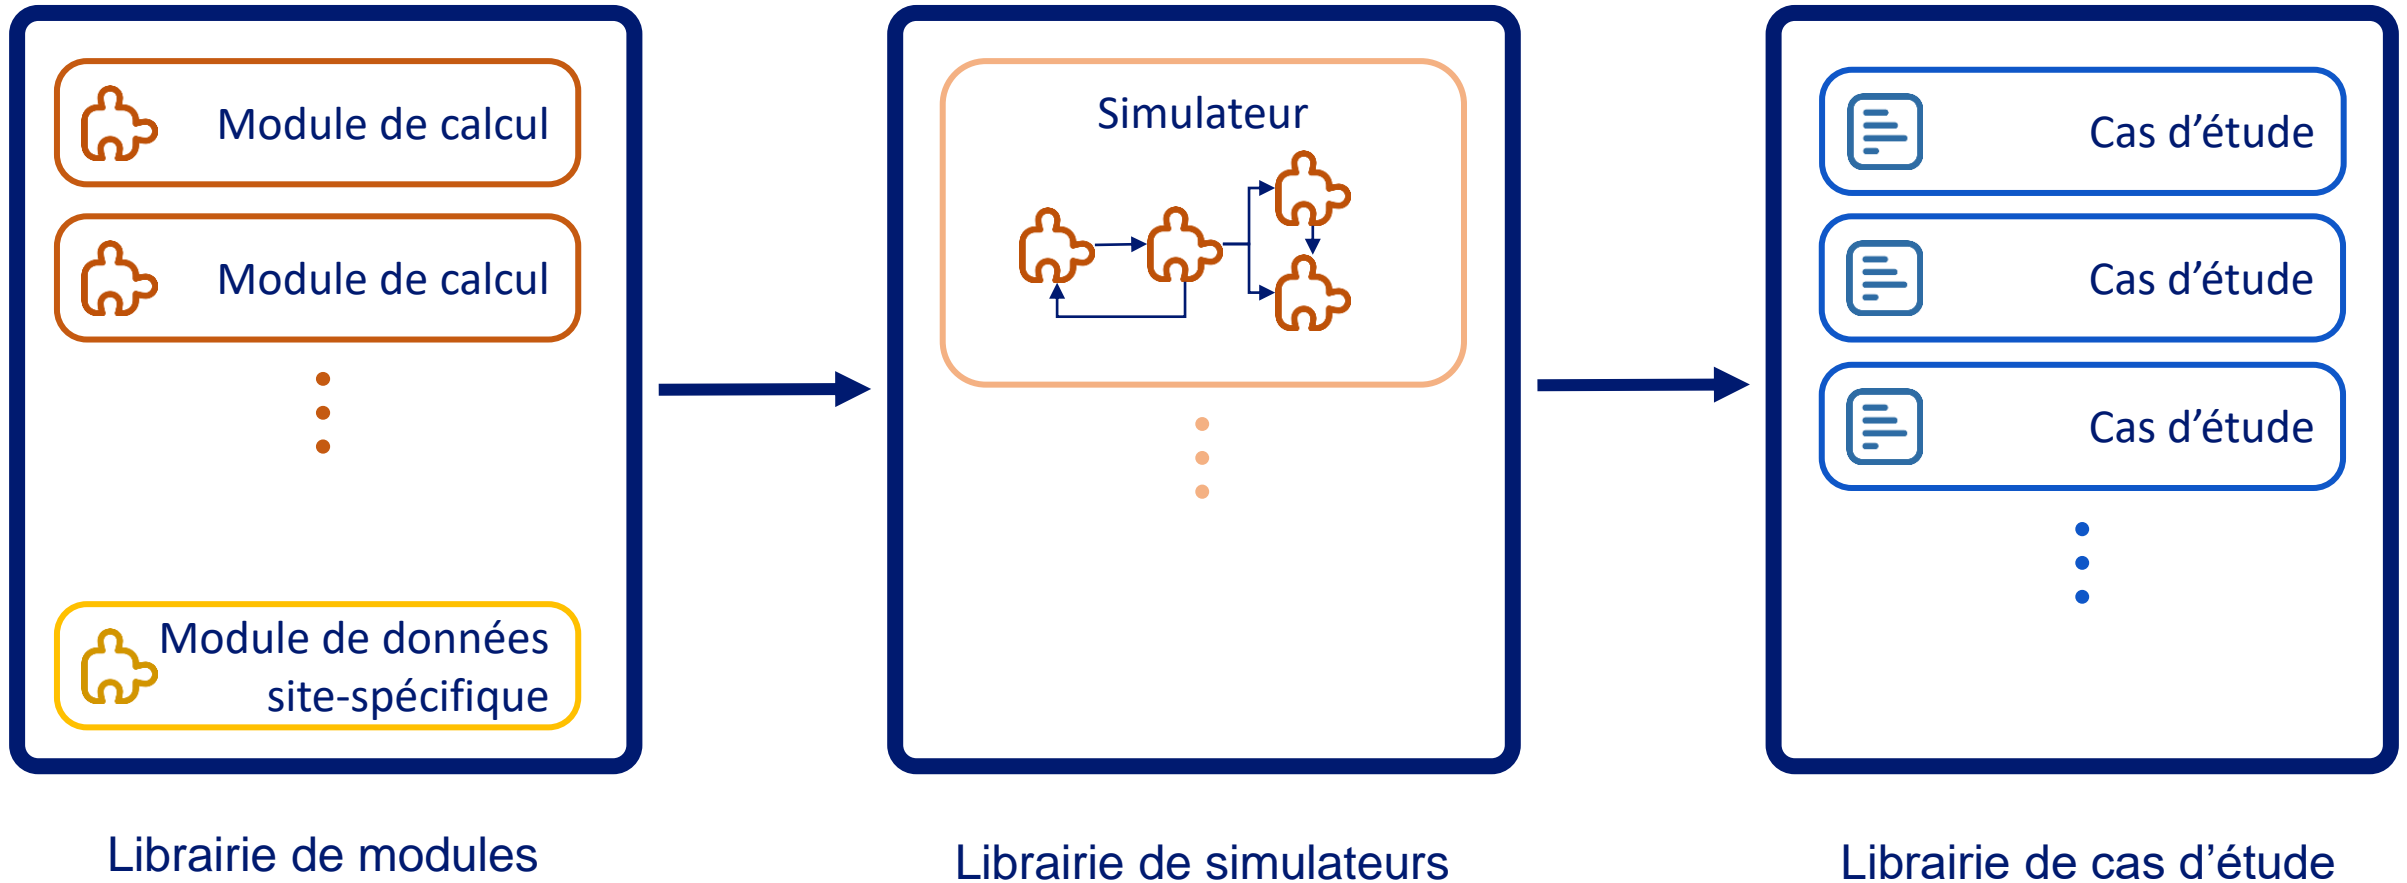 Module de calcul
Module de calcul
Module de données
site-spécifique
Librairie de modules
Simulateur
Librairie de simulateurs
Cas d’étude
Cas d’étude
Cas d’étude
Librairie de cas d’étude